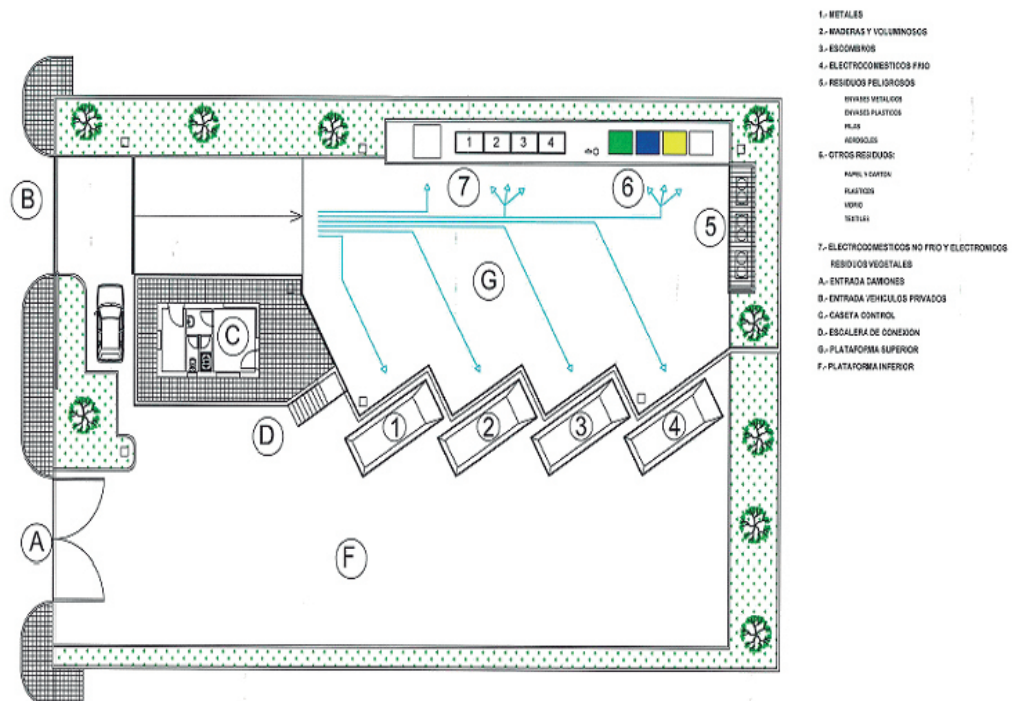 1.- METALES
2.- MADERAS Y VOLUMINOSOS
3.- ESCOMBROS
4.- ELECTROCOMESTICOS FRIO
5.- RESIDUOS PELIGROSOS
ENVASES METALICOS
ENVASES PLASTICOS
PILAS
AEROSOLES
6.- OTROS RESIDUOS:
PAPEL Y CARTON
PLASTICOS
VIDRIO
TEXTILES
7.- ELECTROCOMESTICOS NO FRIO Y ELECTRONICOS
RESIDUOS VEGETALES
A.- ENTRADA CAMIONES
B.- ENTRADA VEHICULOS PRIVADOS
C.- CASETA CONTROL
D.- ESCALERA DE CONEXION
G.- PLATAFORMA SUPERIOR
F.- PLATAFORMA INFERIOR
1 2 3 4
B
7
6
5
G
C
D
1
2
3
4
A
F